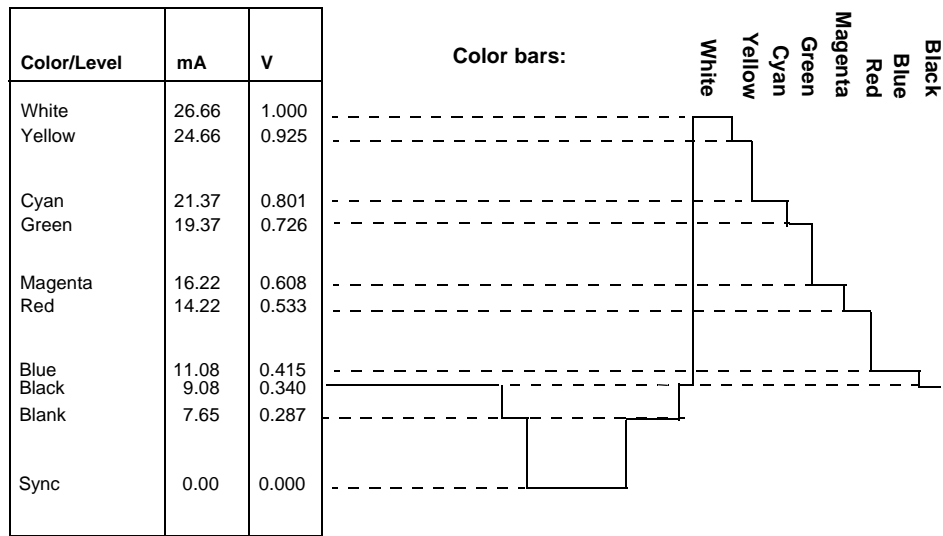 Color/Level mA V
White 26.66 1.000
Yellow 24.66 0.925
Cyan 21.37 0.801
Green 19.37 0.726
Magenta 16.22 0.608
Red 14.22 0.533
Blue 11.08 0.415
Black 9.08 0.340
Blank 7.65 0.287
Sync 0.00 0.000
Color bars:
White
Yellow
Cyan
Green
Magenta
Red
Blue
Black